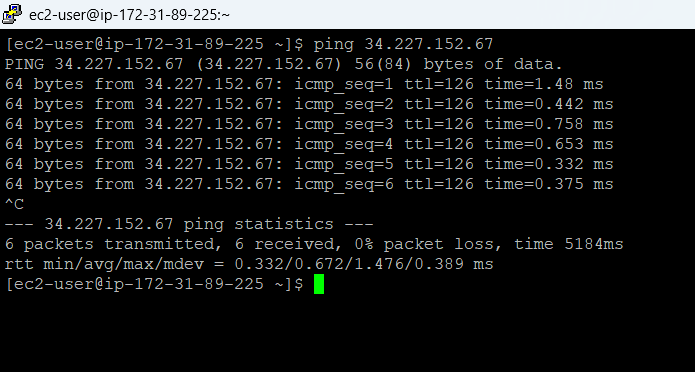 ec2-user@ip-172-31-89-225:~
[ec2-user@ip-172-31-89-225 ~]$ ping 34.227.152.67
PING 34.227.152.67 (34.227.152.67) 56(84) bytes of data.
64 bytes from 34.227.152.67: icmp_seq=1 ttl=126 time=1.48 ms
64 bytes from 34.227.152.67: icmp_seq=2 ttl=126 time=0.442 ms
64 bytes from 34.227.152.67: icmp_seq=3 ttl=126 time=0.758 ms
64 bytes from 34.227.152.67: icmp_seq=4 ttl=126 time=0.653 ms
64 bytes from 34.227.152.67: icmp_seq=5 ttl=126 time=0.332 ms
64 bytes from 34.227.152.67: icmp_seq=6 ttl=126 time=0.375 ms
^C
--- 34.227.152.67 ping statistics ---
6 packets transmitted, 6 received, 0% packet loss, time 5184ms
rtt min/avg/max/mdev = 0.332/0.672/1.476/0.389 ms
[ec2-user@ip-172-31-89-225 ~]$